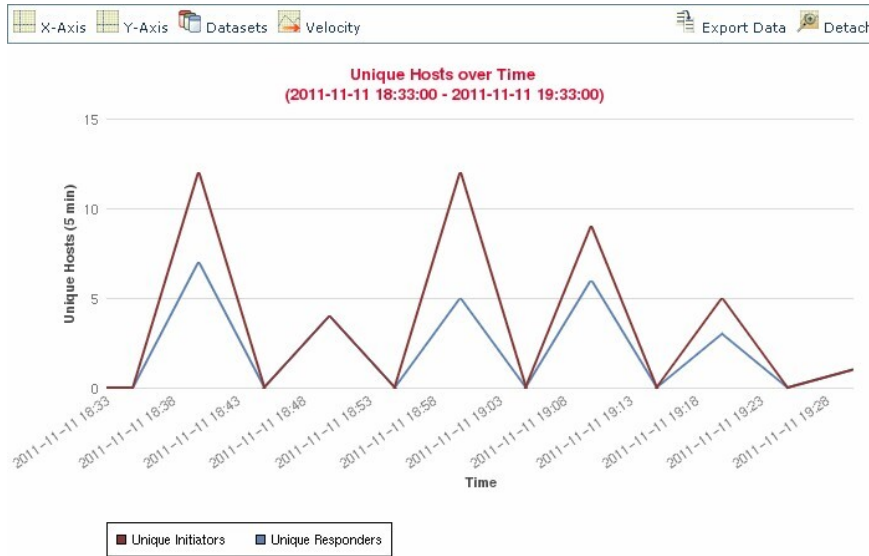 X-Axis Y-Axis Datasets Velocity Export Data Detach
Unique Hosts over Time
(2011-11-11 18:33:00 - 2011-11-11 19:33:00)
Unique Hosts (5 min)
15
10
5
0
2011-11-11 18:33
2011-11-11 18:38
2011-11-11 18:43
2011-11-11 18:48
2011-11-11 18:53
2011-11-11 18:58
2011-11-11 19:03
2011-11-11 19:08
2011-11-11 19:13
2011-11-11 19:18
2011-11-11 19:23
2011-11-11 19:28
Time
Unique Initiators Unique Responders